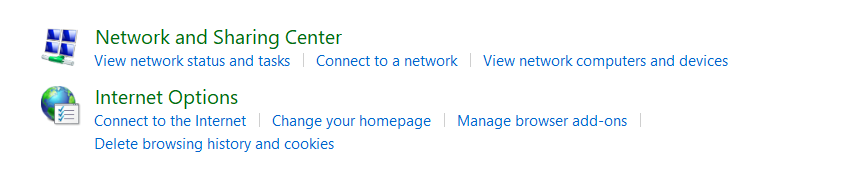 Network and Sharing Center
View network status and tasks Connect to a network View network computers and devices
Internet Options
Connect to the Internet Change your homepage Manage browser add-ons
Delete browsing history and cookies